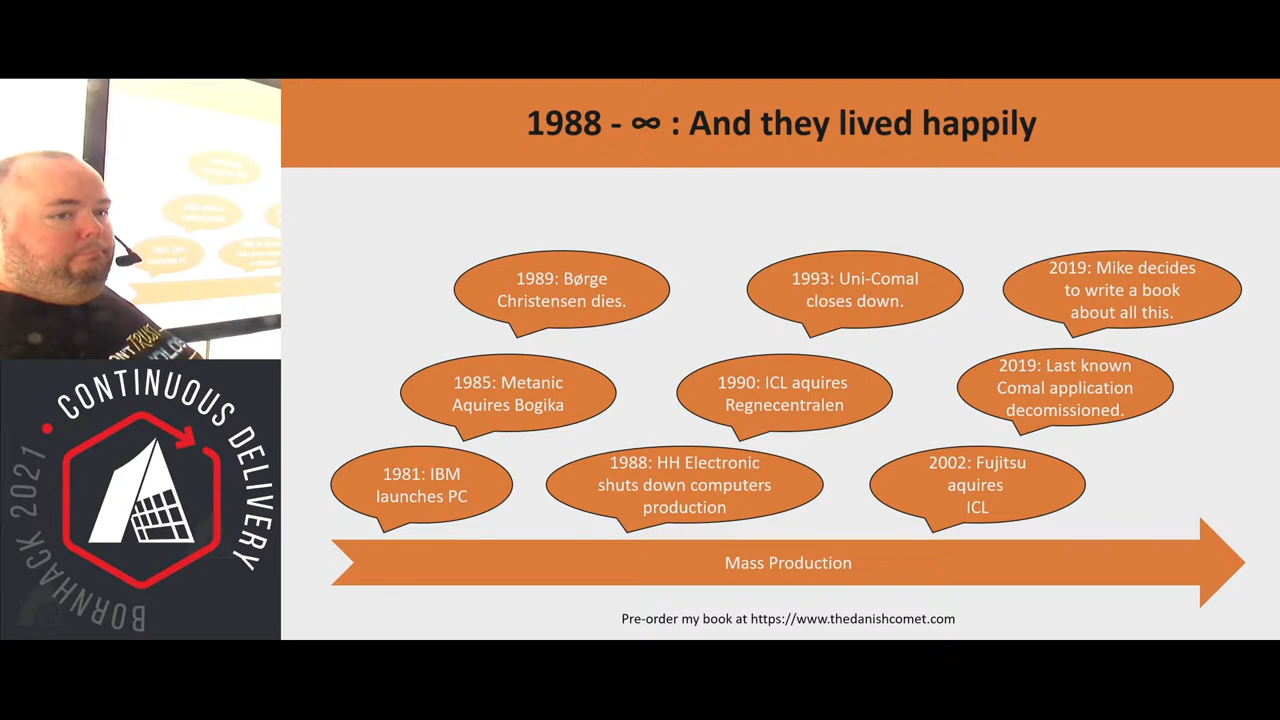 1988 - ∞ : And they lived happily
1989: Børge
Christensen dies.
1993: Uni-Comal
closes down.
2019: Mike decides
to write a book
about all this.
1985: Metanic
Aquires Bogika
1990: ICL aquires
Regnecentralen
2019: Last known
Comal application
decomissioned.
1981: IBM
launches PC
1988: HH Electronic
shuts down computers
production
2002: Fujitsu
aquires
ICL
Mass Production
Pre-order my book at https://www.thedanishcomet.com
CONTINUOUS DELIVERY
BORNHACK 2021
TRUST